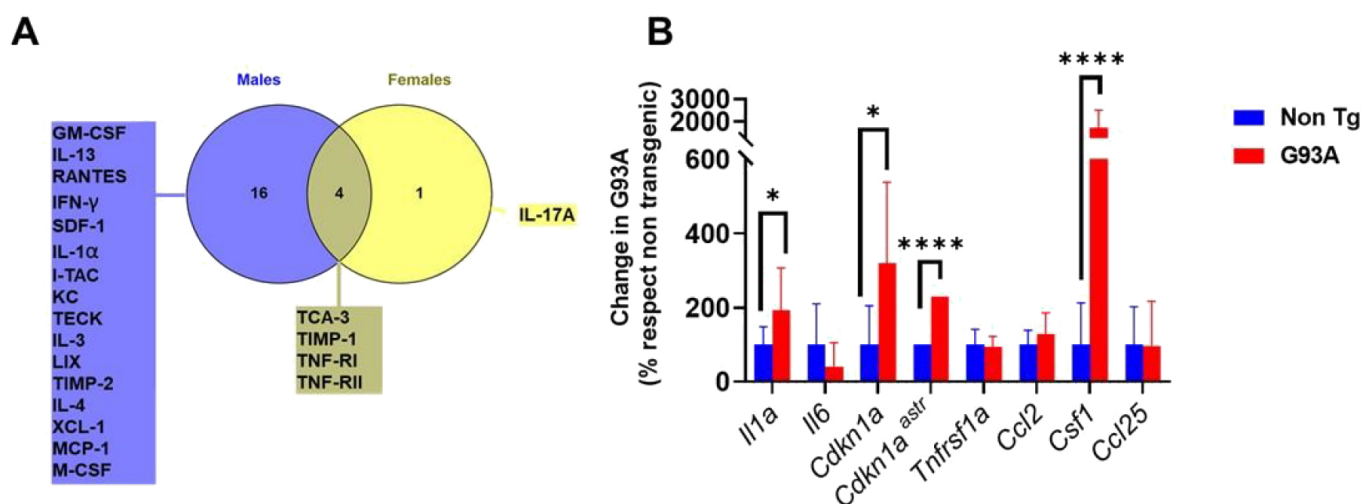 A
Males
Females
GM-CSF
IL-13
RANTES
IFN-γ
SDF-1
IL-1α
I-TAC
KC
TECK
IL-3
LIX
TIMP-2
IL-4
XCL-1
MCP-1
M-CSF
16
4
1
IL-17A
TCA-3
TIMP-1
TNF-RI
TNF-RII
B
Change in G93A
(% respect non transgenic)
3000
2000
600
400
200
0
*
*
****
****
Il1a
Il6
Cdkn1a
Cdkn1a astr
Tnfrsf1a
Ccl2
Csf1
Ccl25
Non Tg
G93A